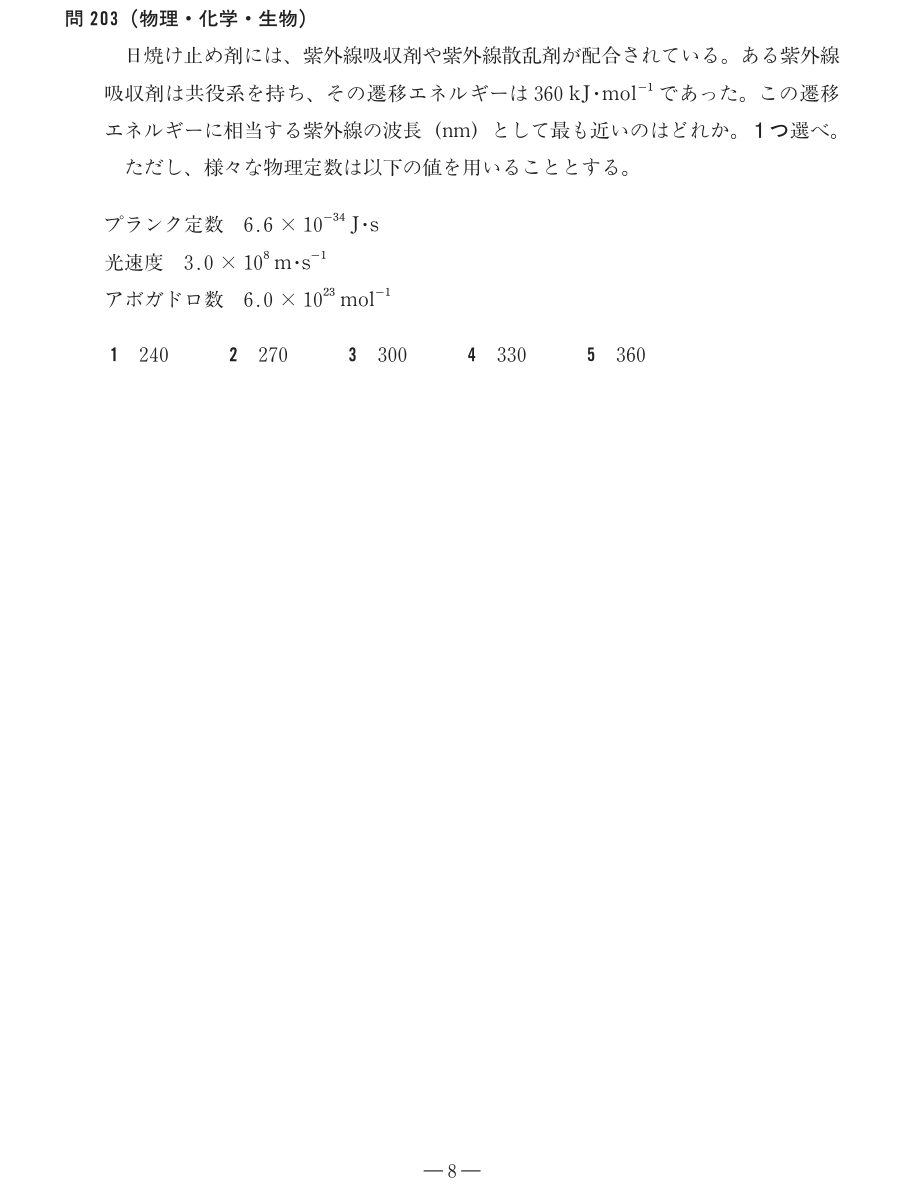 問 203（物理・化学・生物）
日焼け止め剤には、紫外線吸収剤や紫外線散乱剤が配合されている。ある紫外線
吸収剤は共役系を持ち、その遷移エネルギーは 360 kJ·mol⁻¹ であった。この遷移
エネルギーに相当する紫外線の波長（nm）として最も近いのはどれか。1つ選べ。
ただし、様々な物理定数は以下の値を用いることとする。
プランク定数　6.6 × 10⁻³⁴ J·s
光速度　3.0 × 10⁸ m·s⁻¹
アボガドロ数　6.0 × 10²³ mol⁻¹
1　240　　2　270　　3　300　　4　330　　5　360
— 8 —